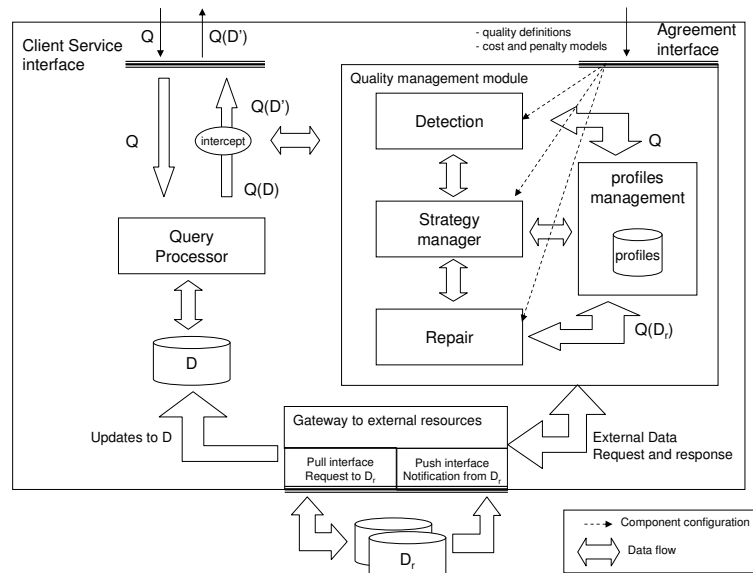 Client Service
interface
Q
Q(D’)
- quality definitions
- cost and penalty models
Agreement
interface
Quality management module
Q(D’)
Detection
Q
intercept
Q
Q(D)
profiles
management
Strategy
manager
Query
Processor
profiles
Repair
Q(Dr)
D
Gateway to external resources
Updates to D
External Data
Request and response
Pull interface
Request to Dr
Push interface
Notification from Dr
Component configuration
Data flow
Dr